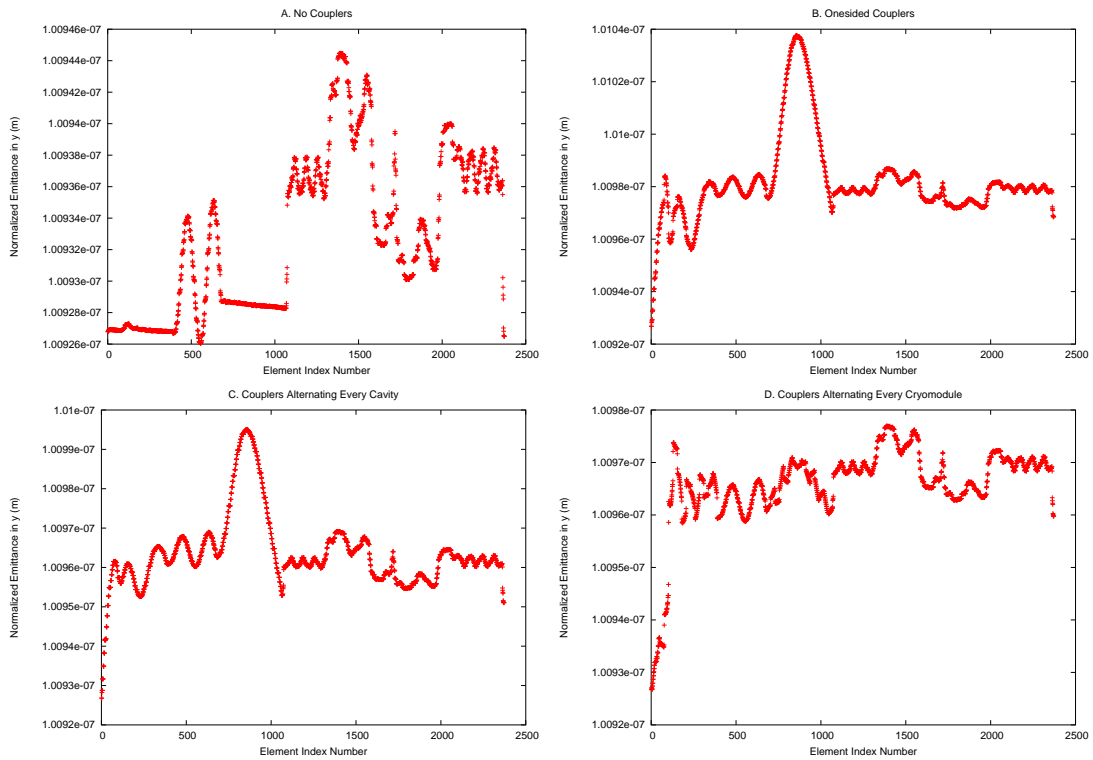 A. No Couplers
Normalized Emittance in y (m)
1.00946e-07
1.00944e-07
1.00942e-07
1.0094e-07
1.00938e-07
1.00936e-07
1.00934e-07
1.00932e-07
1.0093e-07
1.00928e-07
1.00926e-07
0 500 1000 1500 2000 2500
Element Index Number
B. Onesided Couplers
Normalized Emittance in y (m)
1.0104e-07
1.0102e-07
1.01e-07
1.0098e-07
1.0096e-07
1.0094e-07
1.0092e-07
0 500 1000 1500 2000 2500
Element Index Number
C. Couplers Alternating Every Cavity
Normalized Emittance in y (m)
1.01e-07
1.0099e-07
1.0098e-07
1.0097e-07
1.0096e-07
1.0095e-07
1.0094e-07
1.0093e-07
1.0092e-07
0 500 1000 1500 2000 2500
Element Index Number
D. Couplers Alternating Every Cryomodule
Normalized Emittance in y (m)
1.0098e-07
1.0097e-07
1.0096e-07
1.0095e-07
1.0094e-07
1.0093e-07
1.0092e-07
0 500 1000 1500 2000 2500
Element Index Number